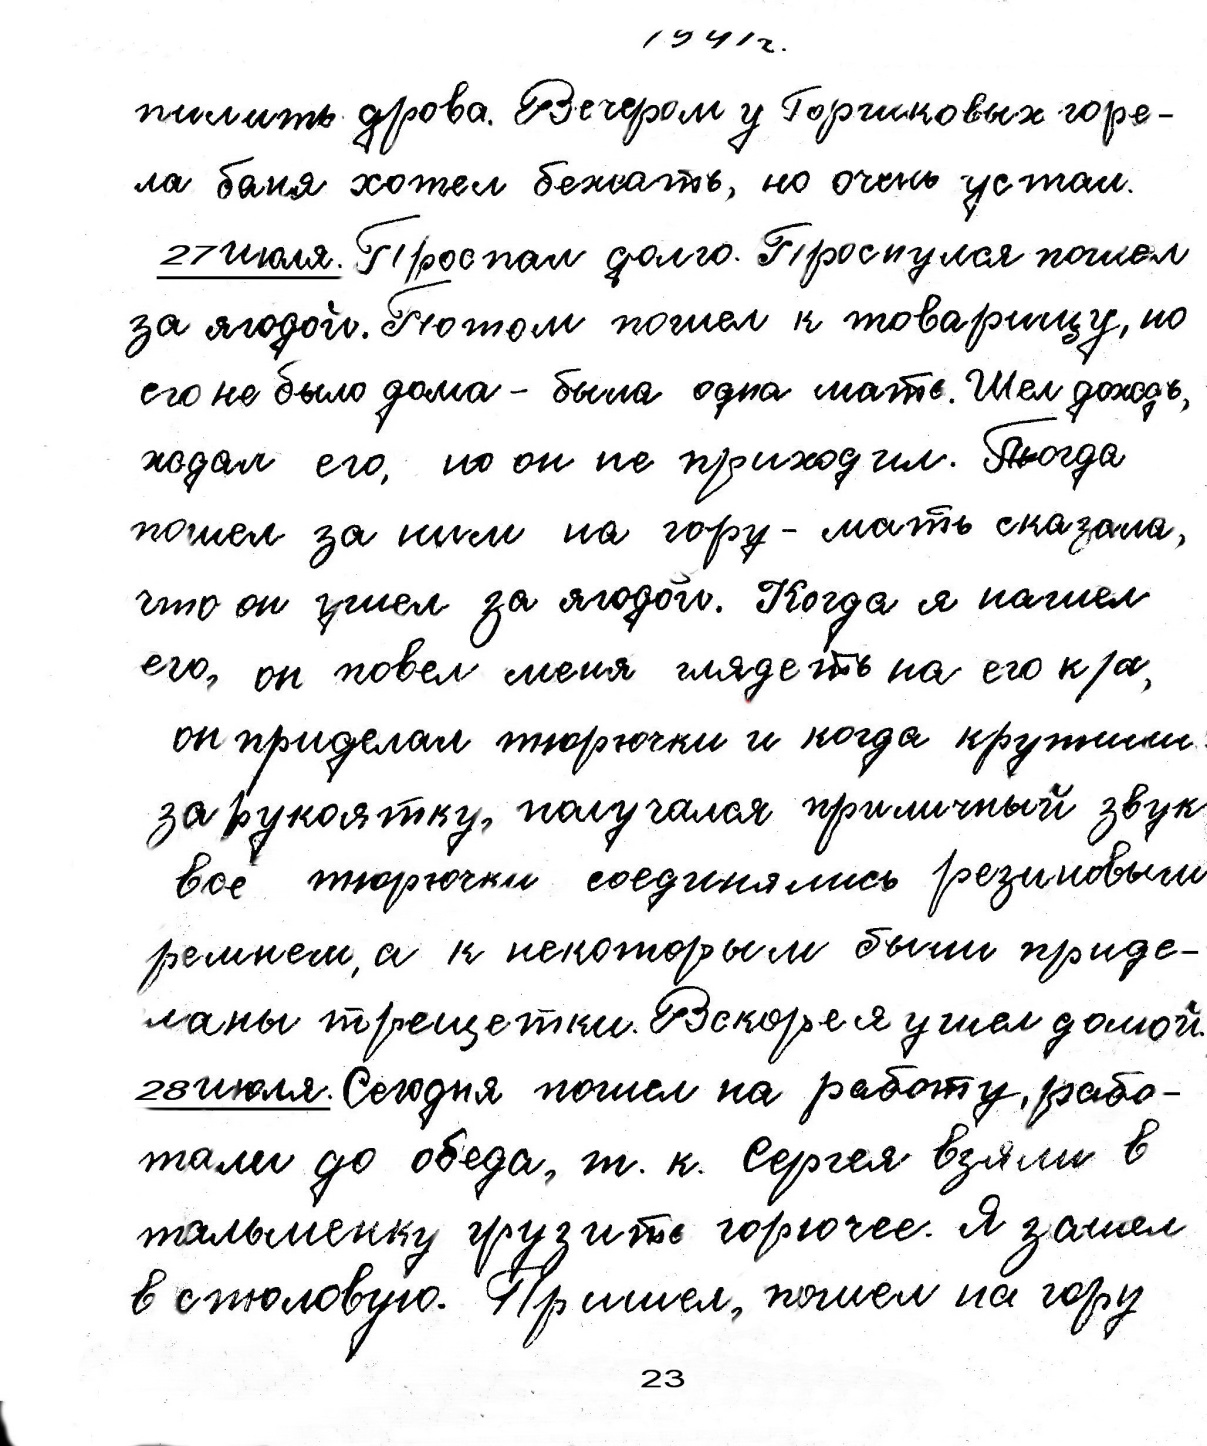 1941г.
пилить дрова. Вечером у Горчиковых горе-
ла баня хотел бежать, но очень устал.
27 июля. Проспал долго. Проснулся пошел
за ягодой. Потом пошел к товарищу, но
его не было дома - была одна мать. Шел дождь,
ждал его, но он не приходил. Тогда
пошел за ним на гору - мать сказала,
что он ушел за ягодой. Когда я нашел
его, он повел меня глядеть на его
он приделал тюрючки и когда крутили
за рукоятку, получался приличный звук
все тюрючки соединялись резиновым
ремнем, а к некоторым были приде-
ланы трещетки. Вскоре я ушел домой.
28 июля. Сегодня пошел на работу, рабо-
тали до обеда, т. к. Сергея взяли в
тальменку грузить горючее. Я зашел
в столовую. Пришел, пошел на гору
23